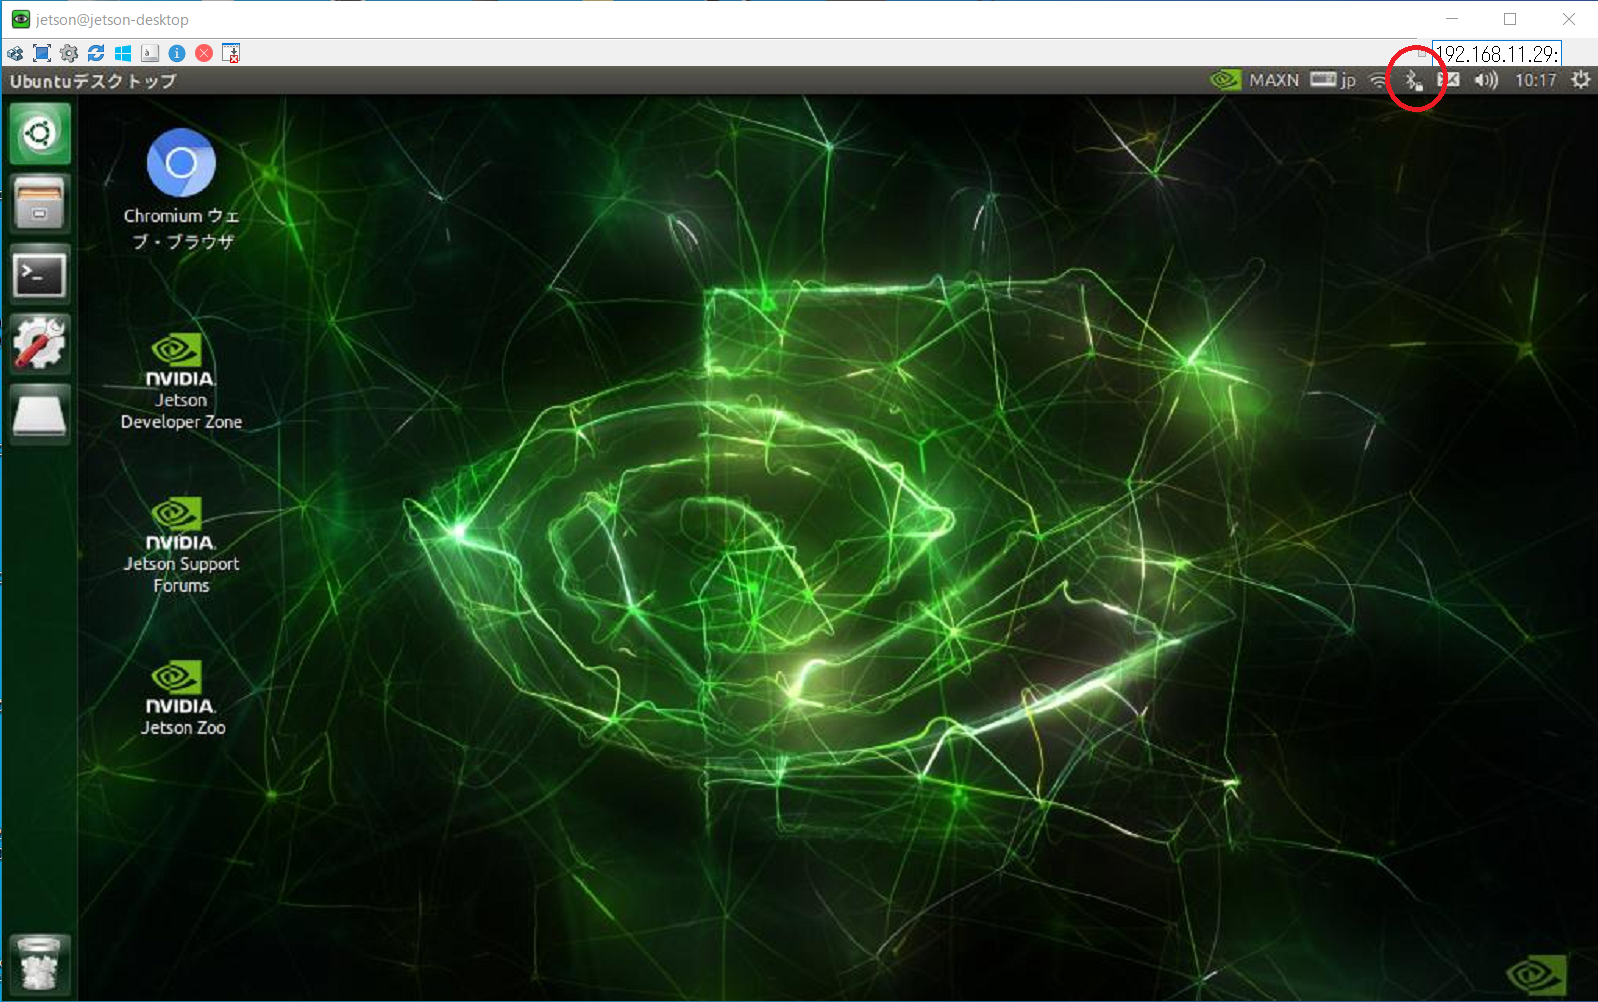 jetson@jetson-desktop
192.168.11.29:
Ubuntuデスクトップ
MAXN
jp
10:17
Chromium ウェ
ブ・ブラウザ
NVIDIA.
Jetson
Developer Zone
NVIDIA.
Jetson Support
Forums
NVIDIA.
Jetson Zoo